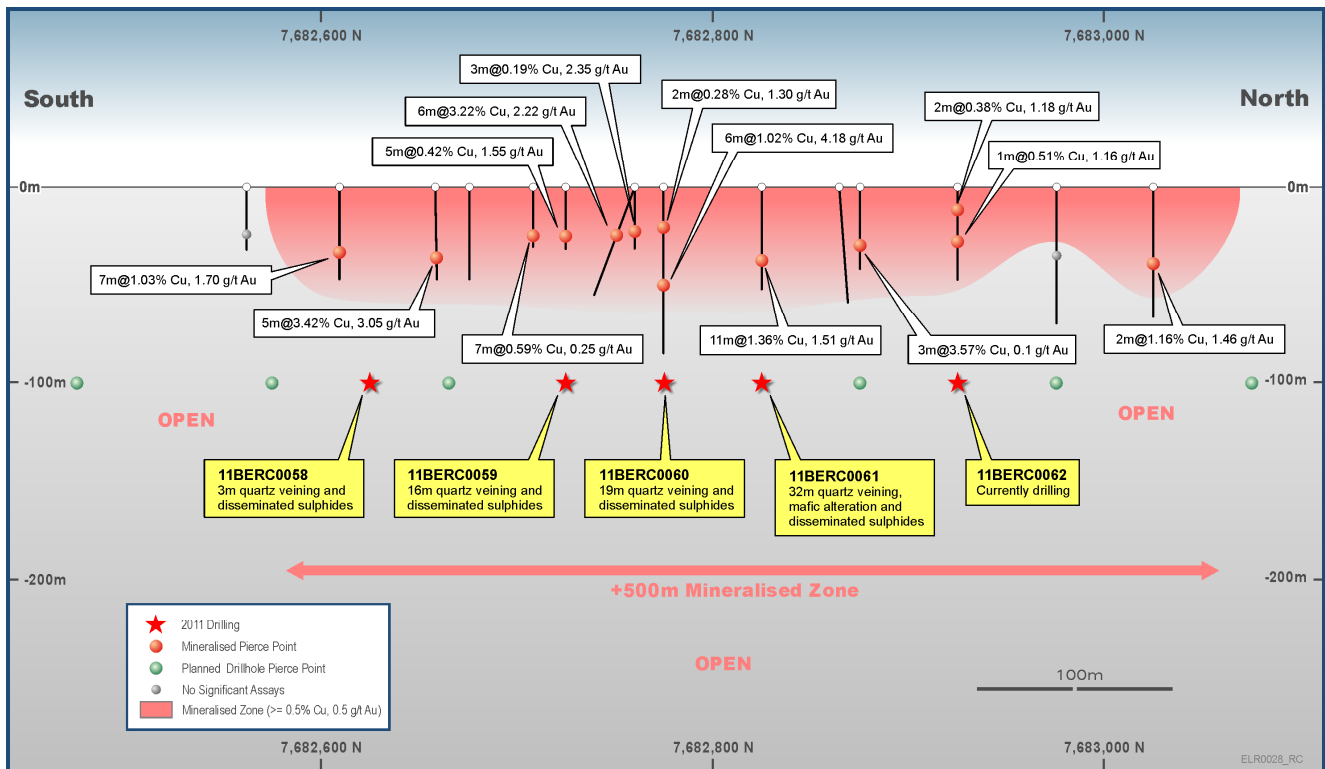 7,682,600 N
7,682,800 N
7,683,000 N
South
North
3m@0.19% Cu, 2.35 g/t Au
2m@0.28% Cu, 1.30 g/t Au
2m@0.38% Cu, 1.18 g/t Au
6m@3.22% Cu, 2.22 g/t Au
6m@1.02% Cu, 4.18 g/t Au
5m@0.42% Cu, 1.55 g/t Au
1m@0.51% Cu, 1.16 g/t Au
0m
0m
7m@1.03% Cu, 1.70 g/t Au
5m@3.42% Cu, 3.05 g/t Au
7m@0.59% Cu, 0.25 g/t Au
11m@1.36% Cu, 1.51 g/t Au
3m@3.57% Cu, 0.1 g/t Au
2m@1.16% Cu, 1.46 g/t Au
-100m
-100m
OPEN
OPEN
11BERC0058
3m quartz veining and
disseminated sulphides
11BERC0059
16m quartz veining and
disseminated sulphides
11BERC0060
19m quartz veining and
disseminated sulphides
11BERC0061
32m quartz veining,
mafic alteration and
disseminated sulphides
11BERC0062
Currently drilling
-200m
-200m
+500m Mineralised Zone
2011 Drilling
Mineralised Pierce Point
Planned Drillhole Pierce Point
No Significant Assays
Mineralised Zone (>= 0.5% Cu, 0.5 g/t Au)
OPEN
100m
7,682,600 N
7,682,800 N
7,683,000 N
ELR0028_RC